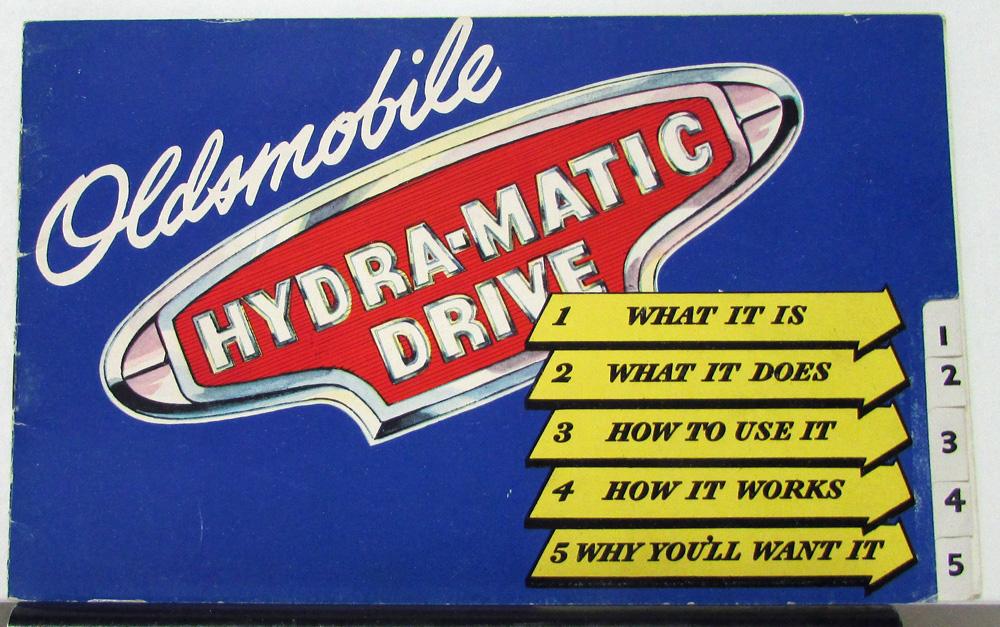 Oldsmobile
HYDRA-MATIC
DRIVE
1 WHAT IT IS
2 WHAT IT DOES
3 HOW TO USE IT
4 HOW IT WORKS
5 WHY YOU'LL WANT IT
1
2
3
4
5